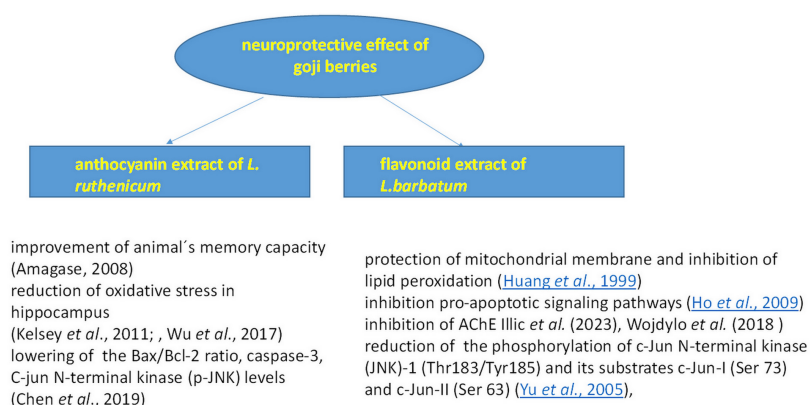 neuroprotective effect of
goji berries
anthocyanin extract of L.
ruthenicum
flavonoid extract of
L.barbatum
improvement of animal´s memory capacity
(Amagase, 2008)
reduction of oxidative stress in
hippocampus
(Kelsey et al., 2011; , Wu et al., 2017)
lowering of the Bax/Bcl-2 ratio, caspase-3,
C-jun N-terminal kinase (p-JNK) levels
(Chen et al., 2019)
protection of mitochondrial membrane and inhibition of
lipid peroxidation (Huang et al., 1999)
inhibition pro-apoptotic signaling pathways (Ho et al., 2009)
inhibition of AChE Illic et al. (2023), Wojdylo et al. (2018 )
reduction of the phosphorylation of c-Jun N-terminal kinase
(JNK)-1 (Thr183/Tyr185) and its substrates c-Jun-I (Ser 73)
and c-Jun-II (Ser 63) (Yu et al., 2005),